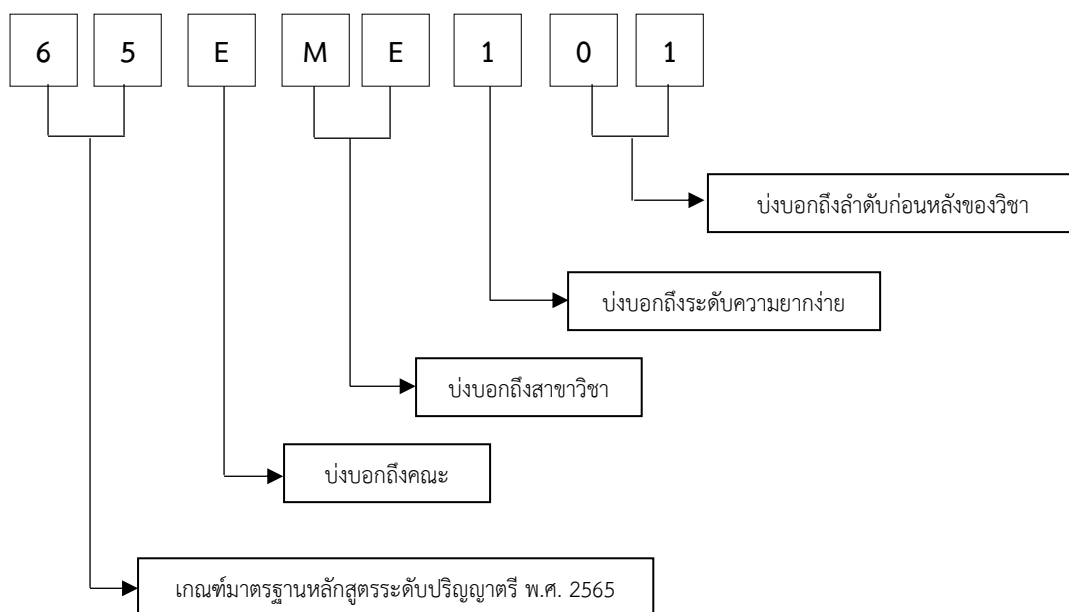 6 5 E M E 1 0 1
บ่งบอกถึงลำดับก่อนหลังของวิชา
บ่งบอกถึงระดับความยากง่าย
บ่งบอกถึงสาขาวิชา
บ่งบอกถึงคณะ
เกณฑ์มาตรฐานหลักสูตรระดับปริญญาตรี พ.ศ. 2565